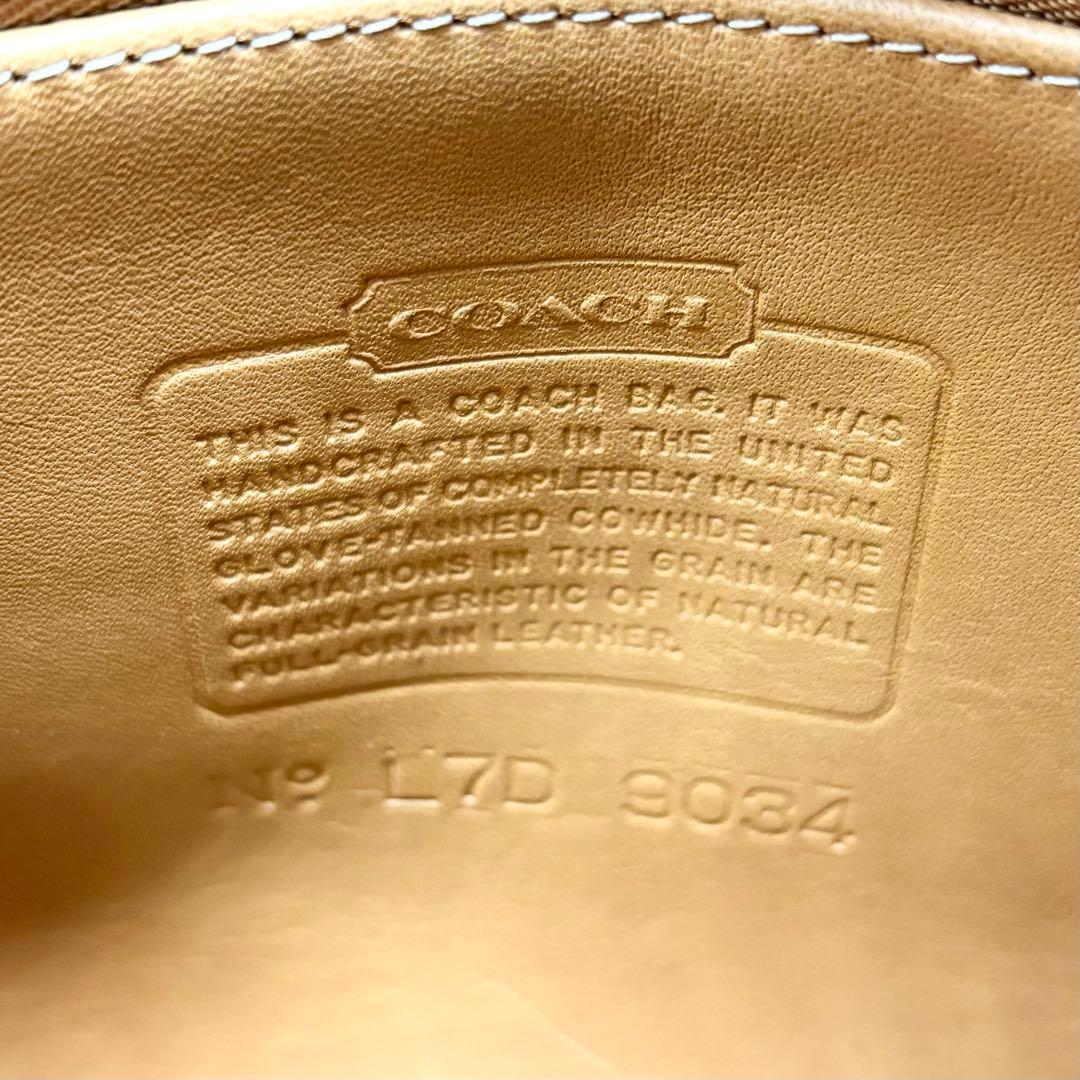 COACH
THIS IS A COACH BAG. IT WAS
HANDCRAFTED IN THE UNITED
STATES OF COMPLETELY NATURAL
GLOVE-TANNED COWHIDE. THE
VARIATIONS IN THE GRAIN ARE
CHARACTERISTIC OF NATURAL
FULL-GRAIN LEATHER.
Nº L7D 9034